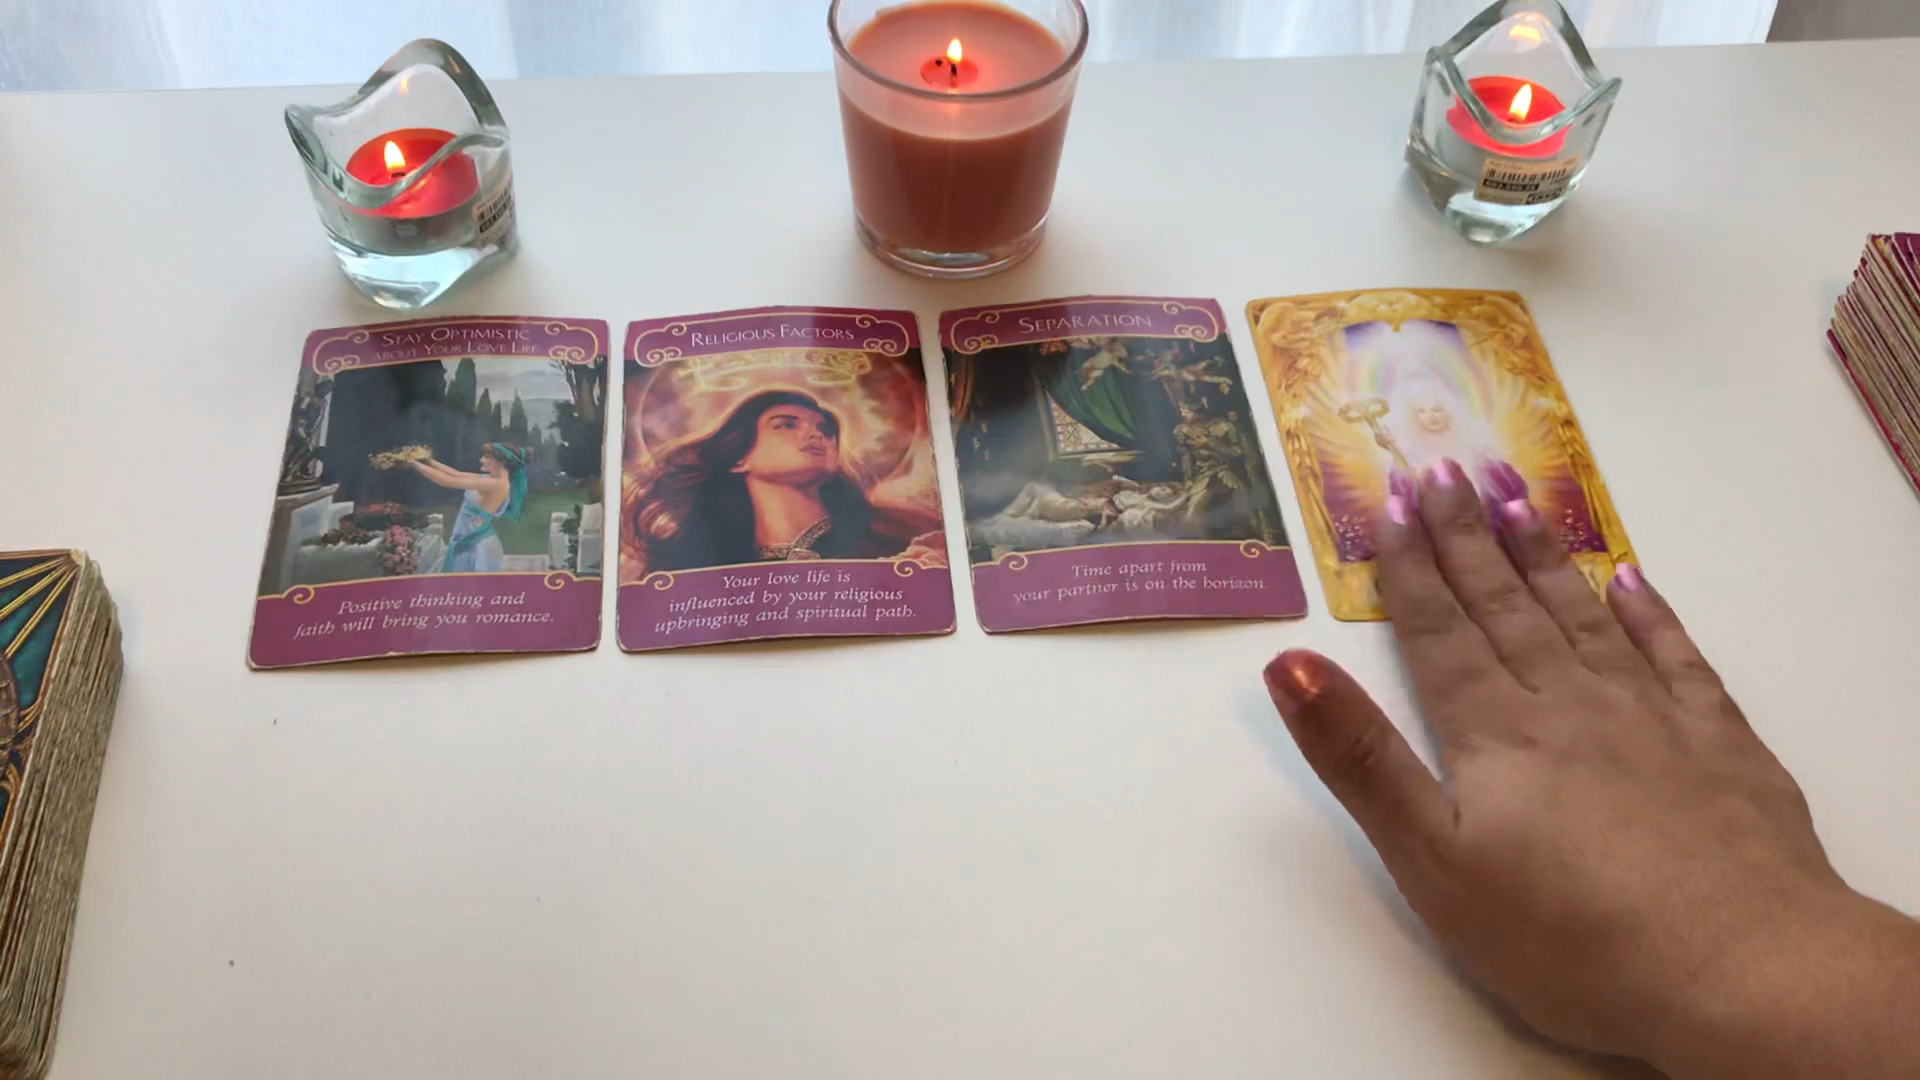 STAY OPTIMISTIC
ABOUT YOUR LOVE LIFE
Positive thinking and
faith will bring you romance.
RELIGIOUS FACTORS
Your love life is
influenced by your religious
upbringing and spiritual path.
SEPARATION
Time apart from
your partner is on the horizon.